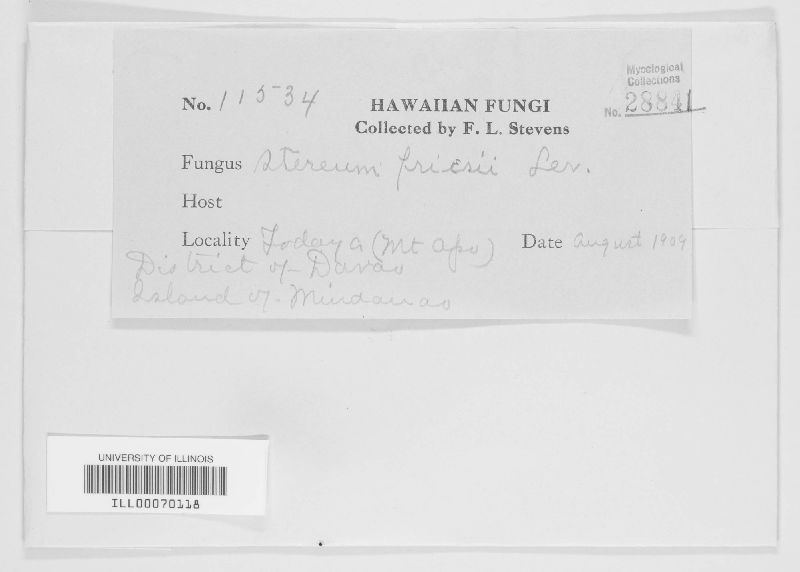 Mycological
Collections
No. 28841
No. 11534
HAWAIIAN FUNGI
Collected by F. L. Stevens
Fungus Stereum friesii Lev.
Host
Locality Todaya (Mt Apo) Date August 1909
District of Davao
Island of Mindanao
UNIVERSITY OF ILLINOIS
ILL00070118